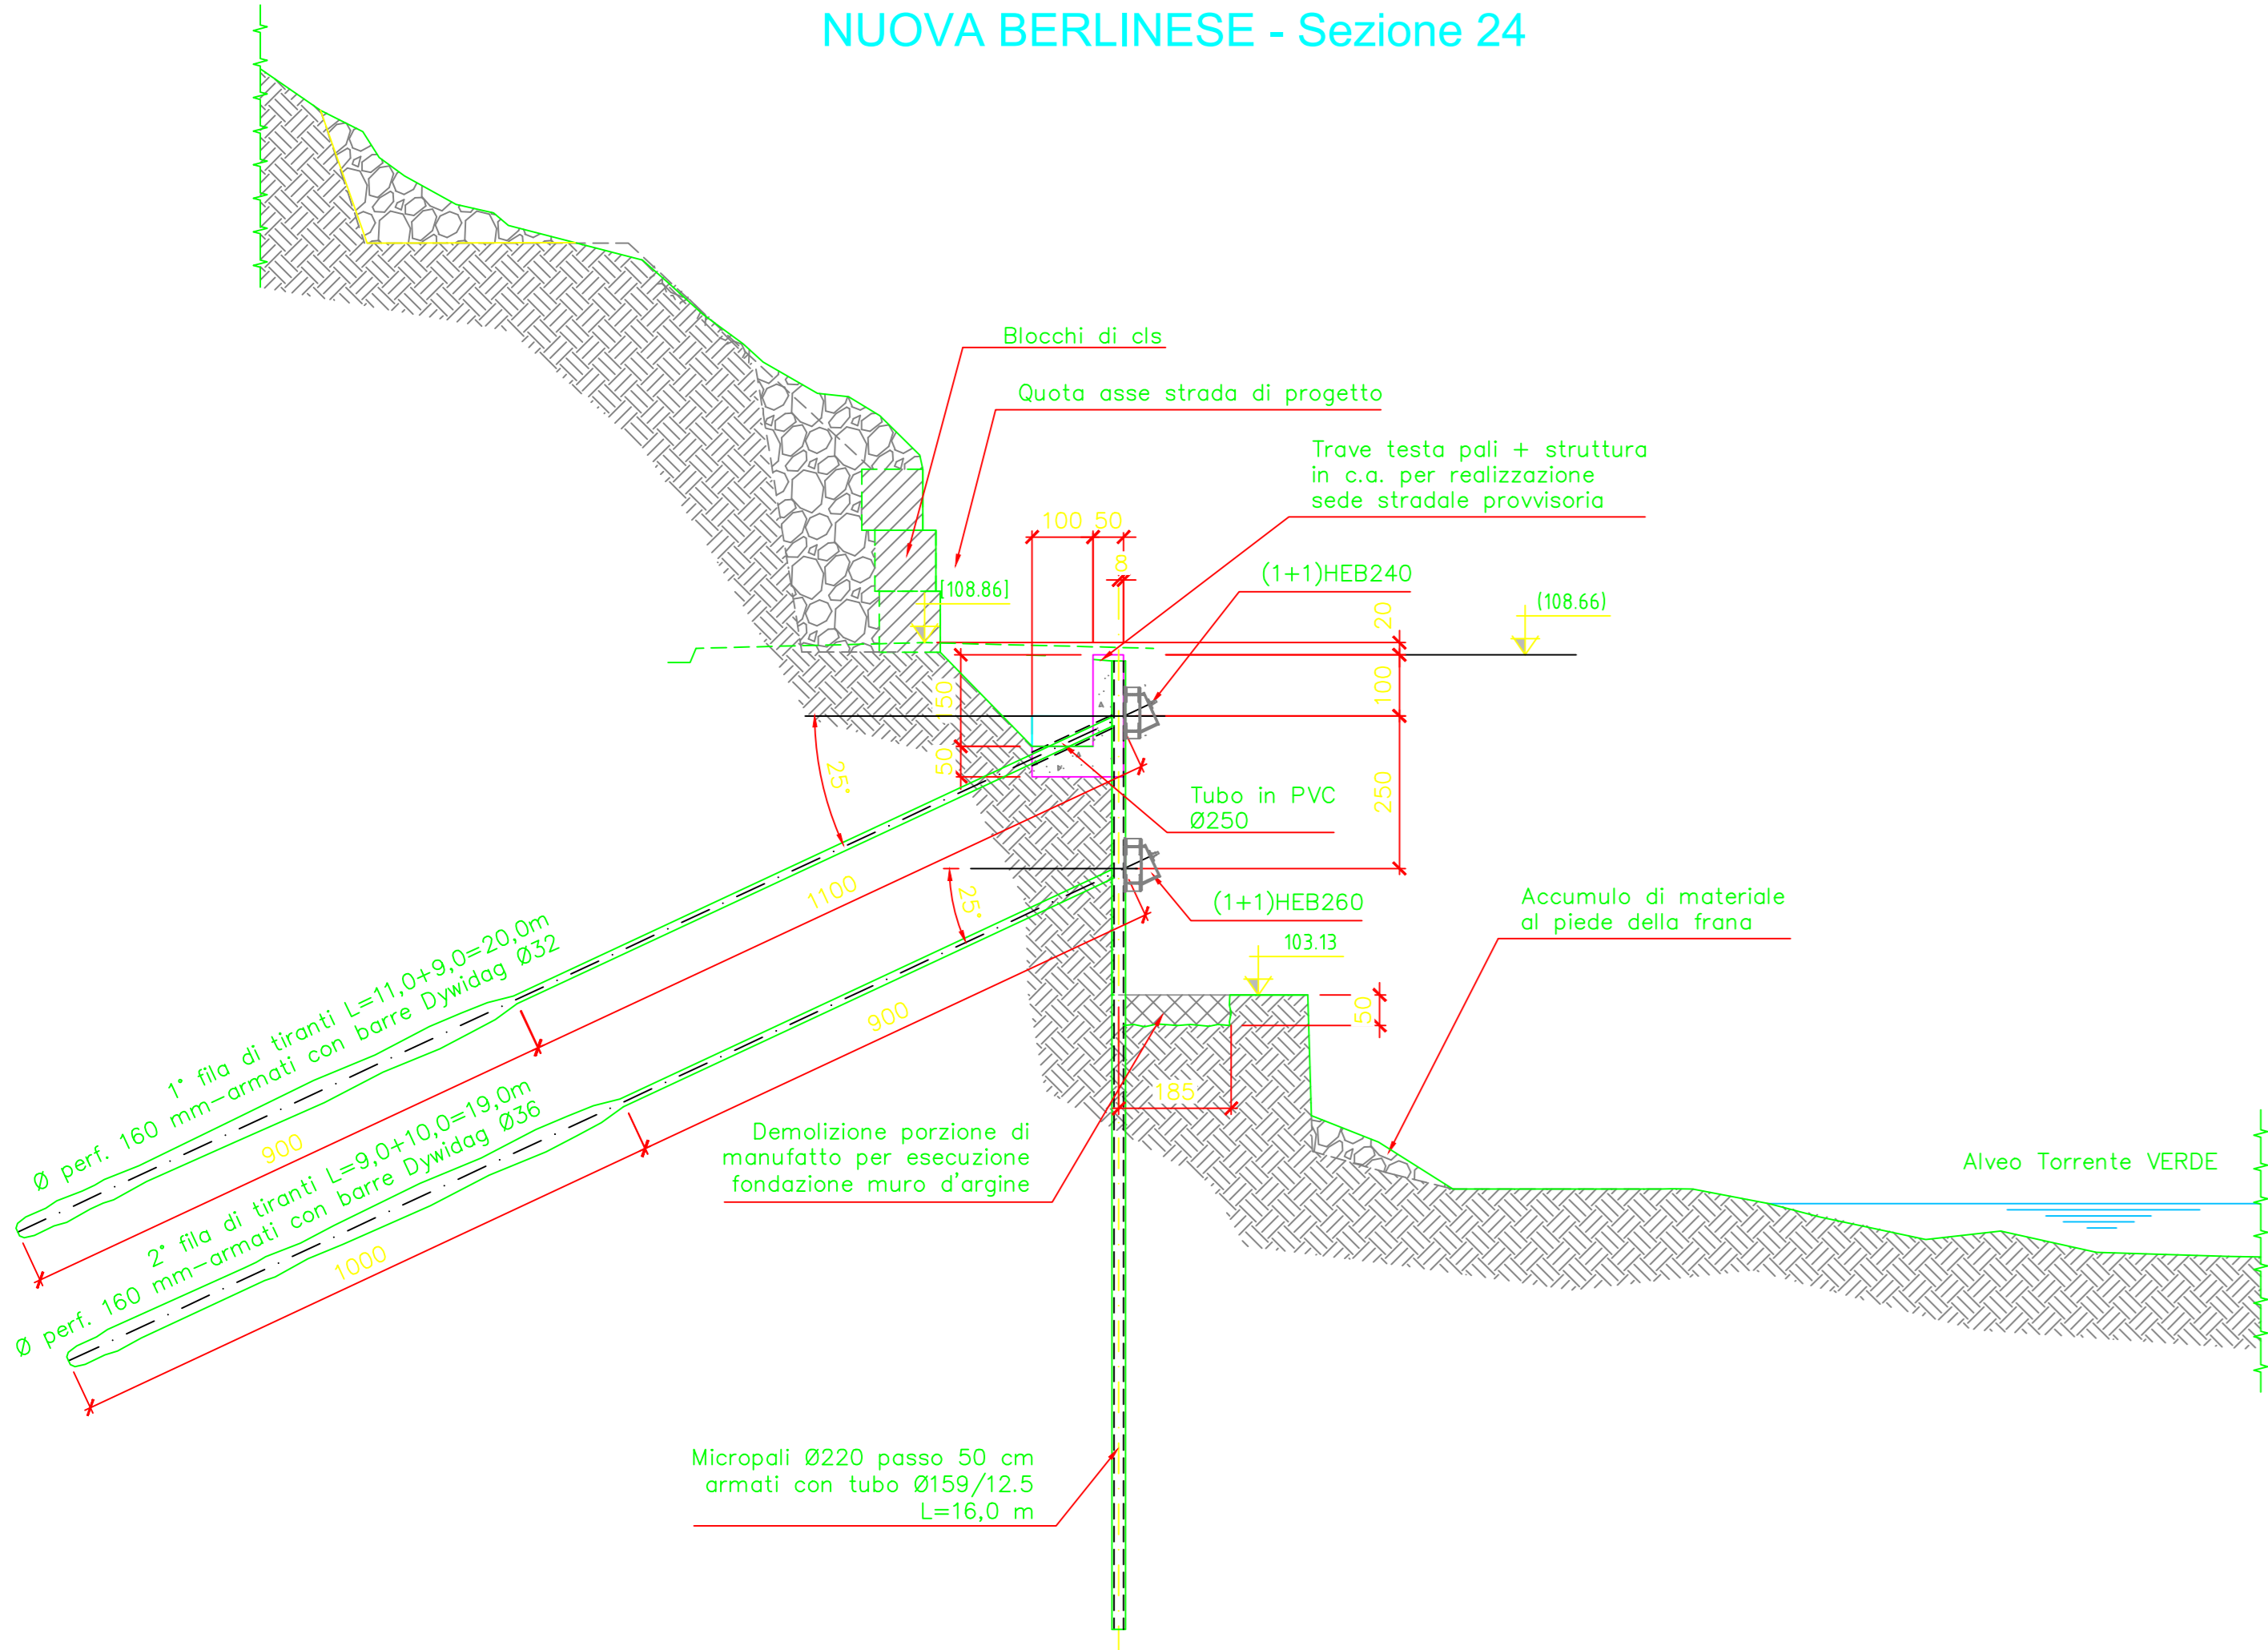 NUOVA BERLINESE - Sezione 24
Blocchi di cls
Quota asse strada di progetto
Trave testa pali + struttura
in c.a. per realizzazione
sede stradale provvisoria
100 50
8
(1+1)HEB240
[108.86]
(108.66)
20
100
150
50
250
25°
Tubo in PVC
Ø250
1100
25°
(1+1)HEB260
Accumulo di materiale
al piede della frana
103.13
50
900
185
1° fila di tiranti L=11,0+9,0=20,0m
Ø perf. 160 mm-armati con barre Dywidag Ø32
900
2° fila di tiranti L=9,0+10,0=19,0m
Ø perf. 160 mm-armati con barre Dywidag Ø36
1000
Demolizione porzione di
manufatto per esecuzione
fondazione muro d'argine
Alveo Torrente VERDE
Micropali Ø220 passo 50 cm
armati con tubo Ø159/12.5
L=16,0 m